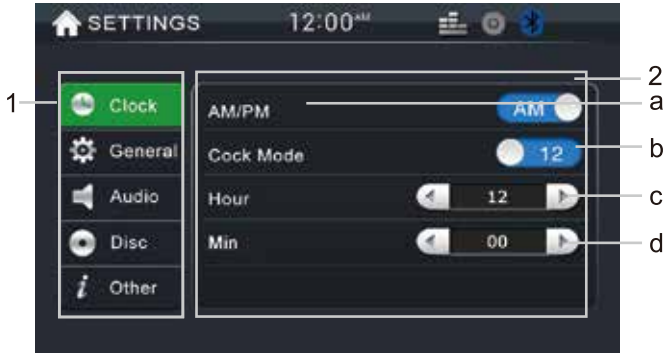 SETTINGS 12:00AM
2
1 Clock AM/PM AM a
General Cock Mode 12 b
Audio Hour 12 c
Disc Min 00 d
i Other